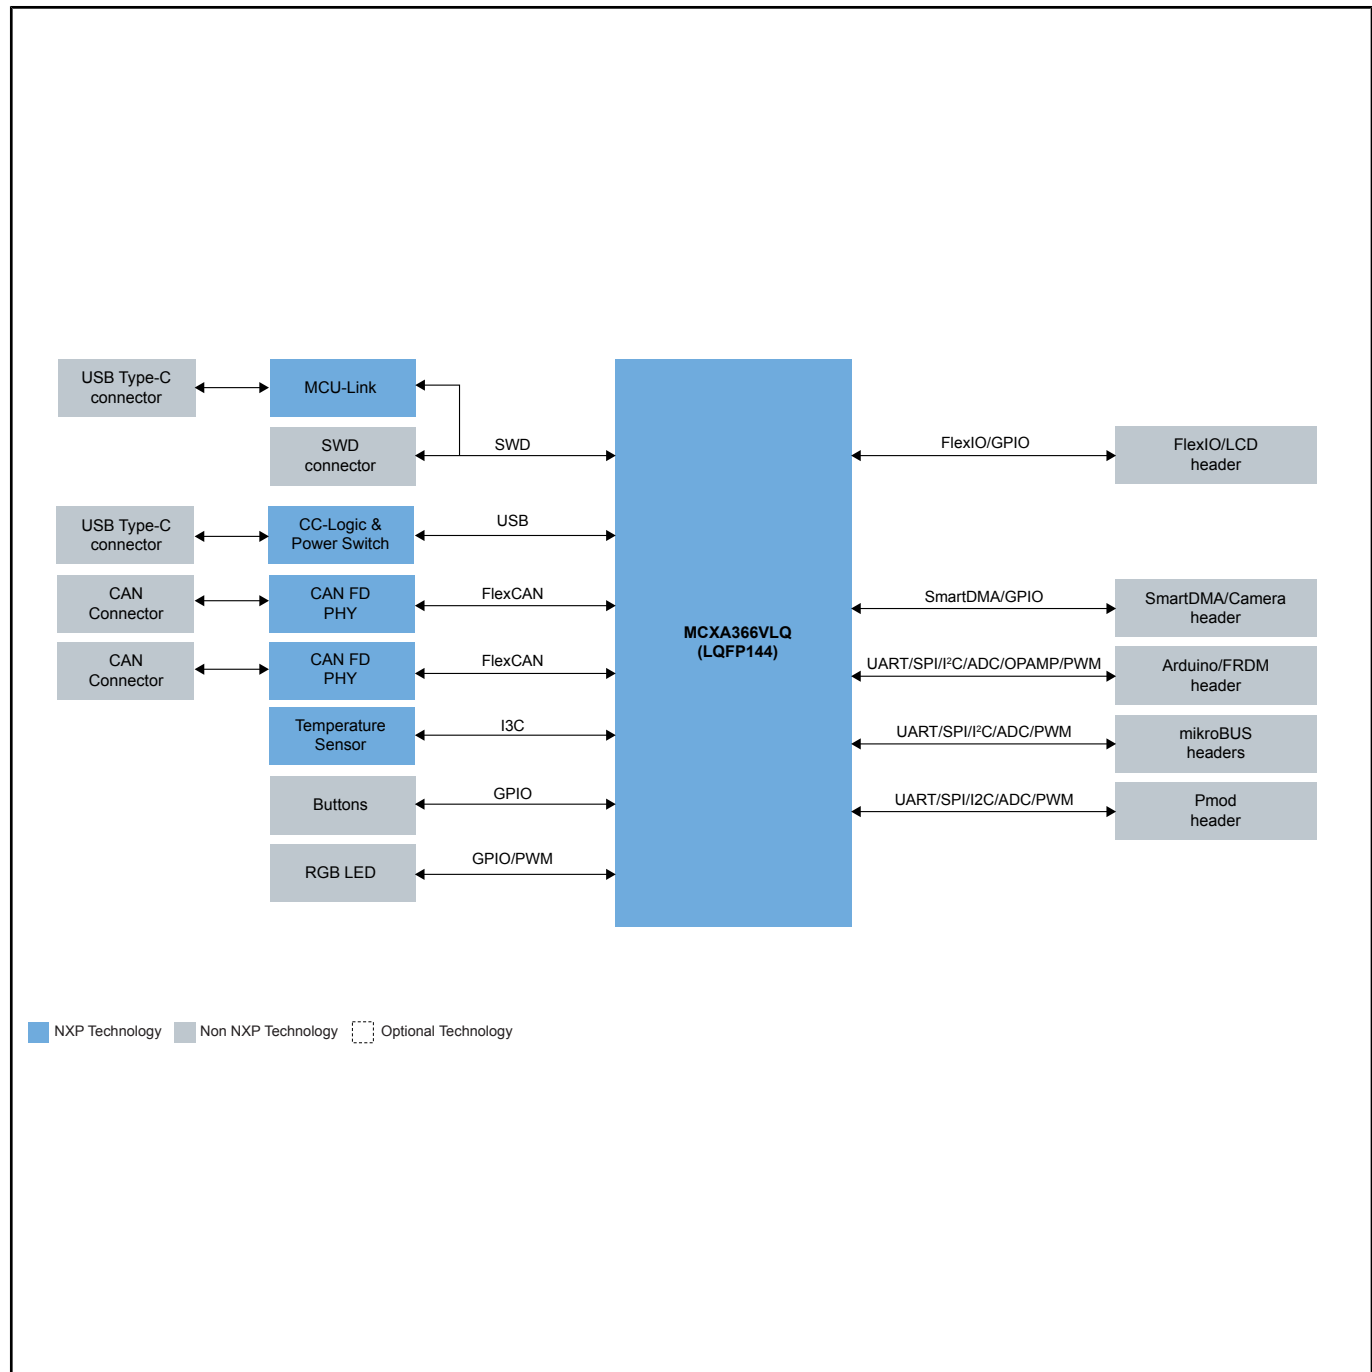 USB Type-C
connector
MCU-Link
SWD
connector
SWD
USB Type-C
connector
CC-Logic &
Power Switch
USB
CAN
Connector
CAN FD
PHY
FlexCAN
CAN
Connector
CAN FD
PHY
FlexCAN
Temperature
Sensor
I3C
Buttons
GPIO
RGB LED
GPIO/PWM
MCXA366VLQ
(LQFP144)
FlexIO/GPIO
FlexIO/LCD
header
SmartDMA/GPIO
SmartDMA/Camera
header
UART/SPI/I²C/ADC/OPAMP/PWM
Arduino/FRDM
header
UART/SPI/I²C/ADC/PWM
mikroBUS
headers
UART/SPI/I2C/ADC/PWM
Pmod
header
NXP Technology
Non NXP Technology
Optional Technology